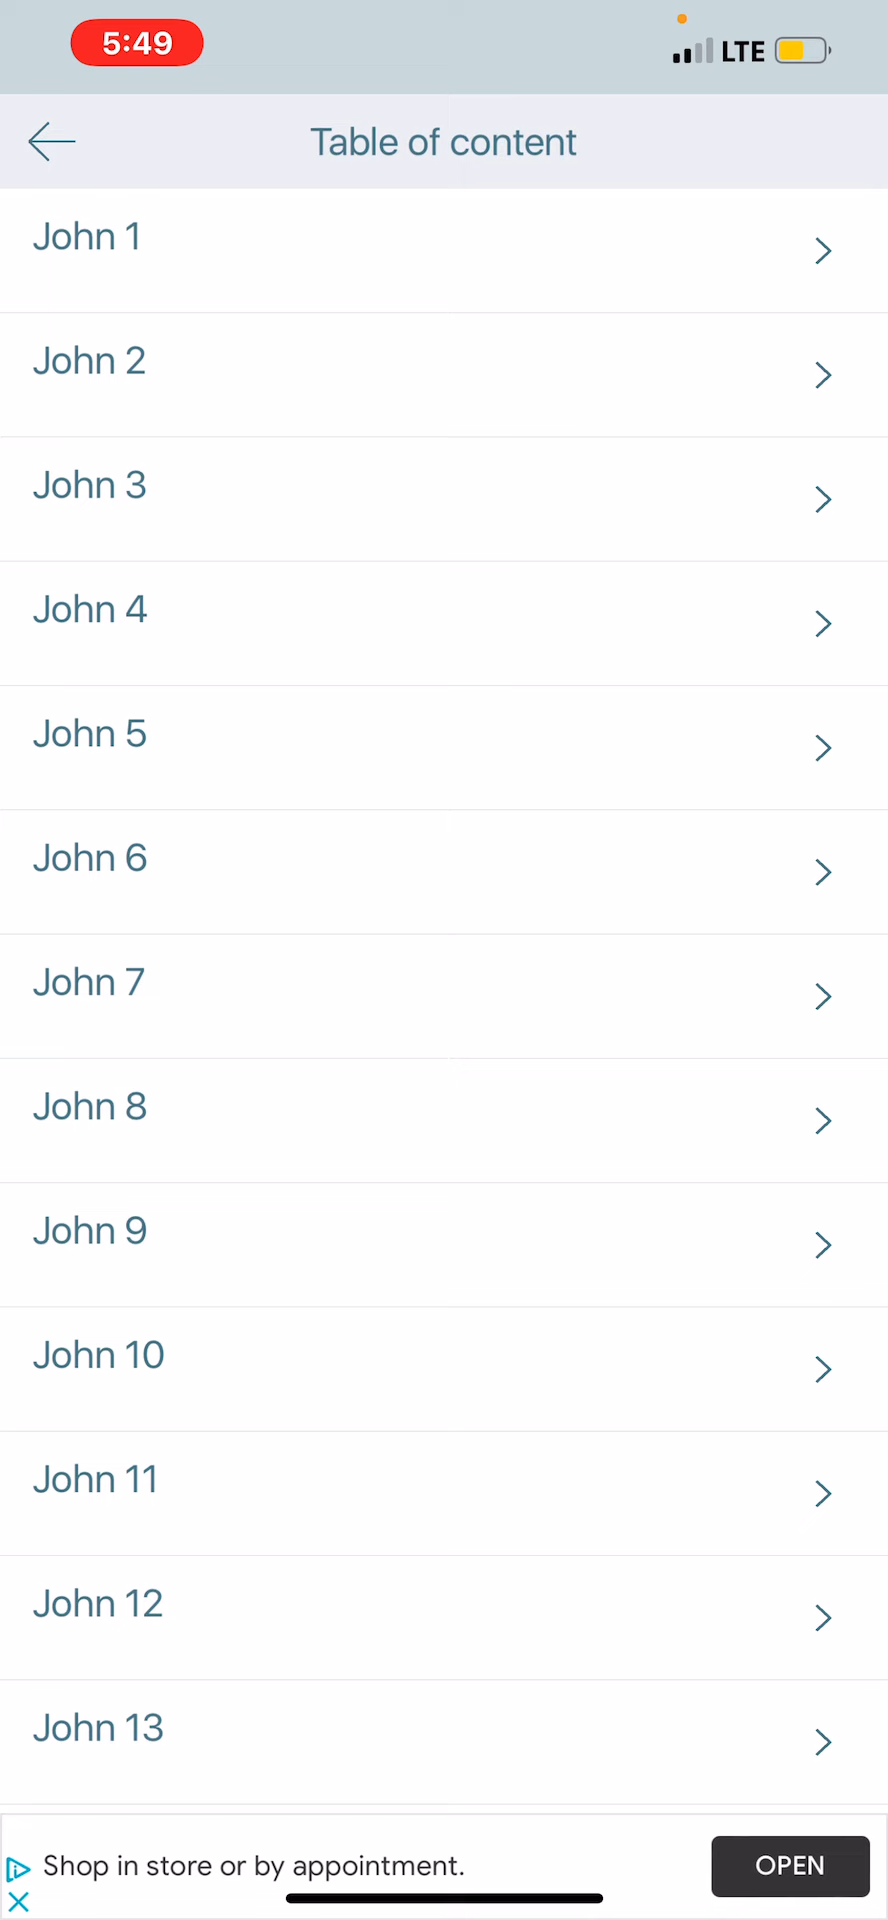 5:49
LTE
Table of content
John 1
John 2
John 3
John 4
John 5
John 6
John 7
John 8
John 9
John 10
John 11
John 12
John 13
Shop in store or by appointment.
OPEN